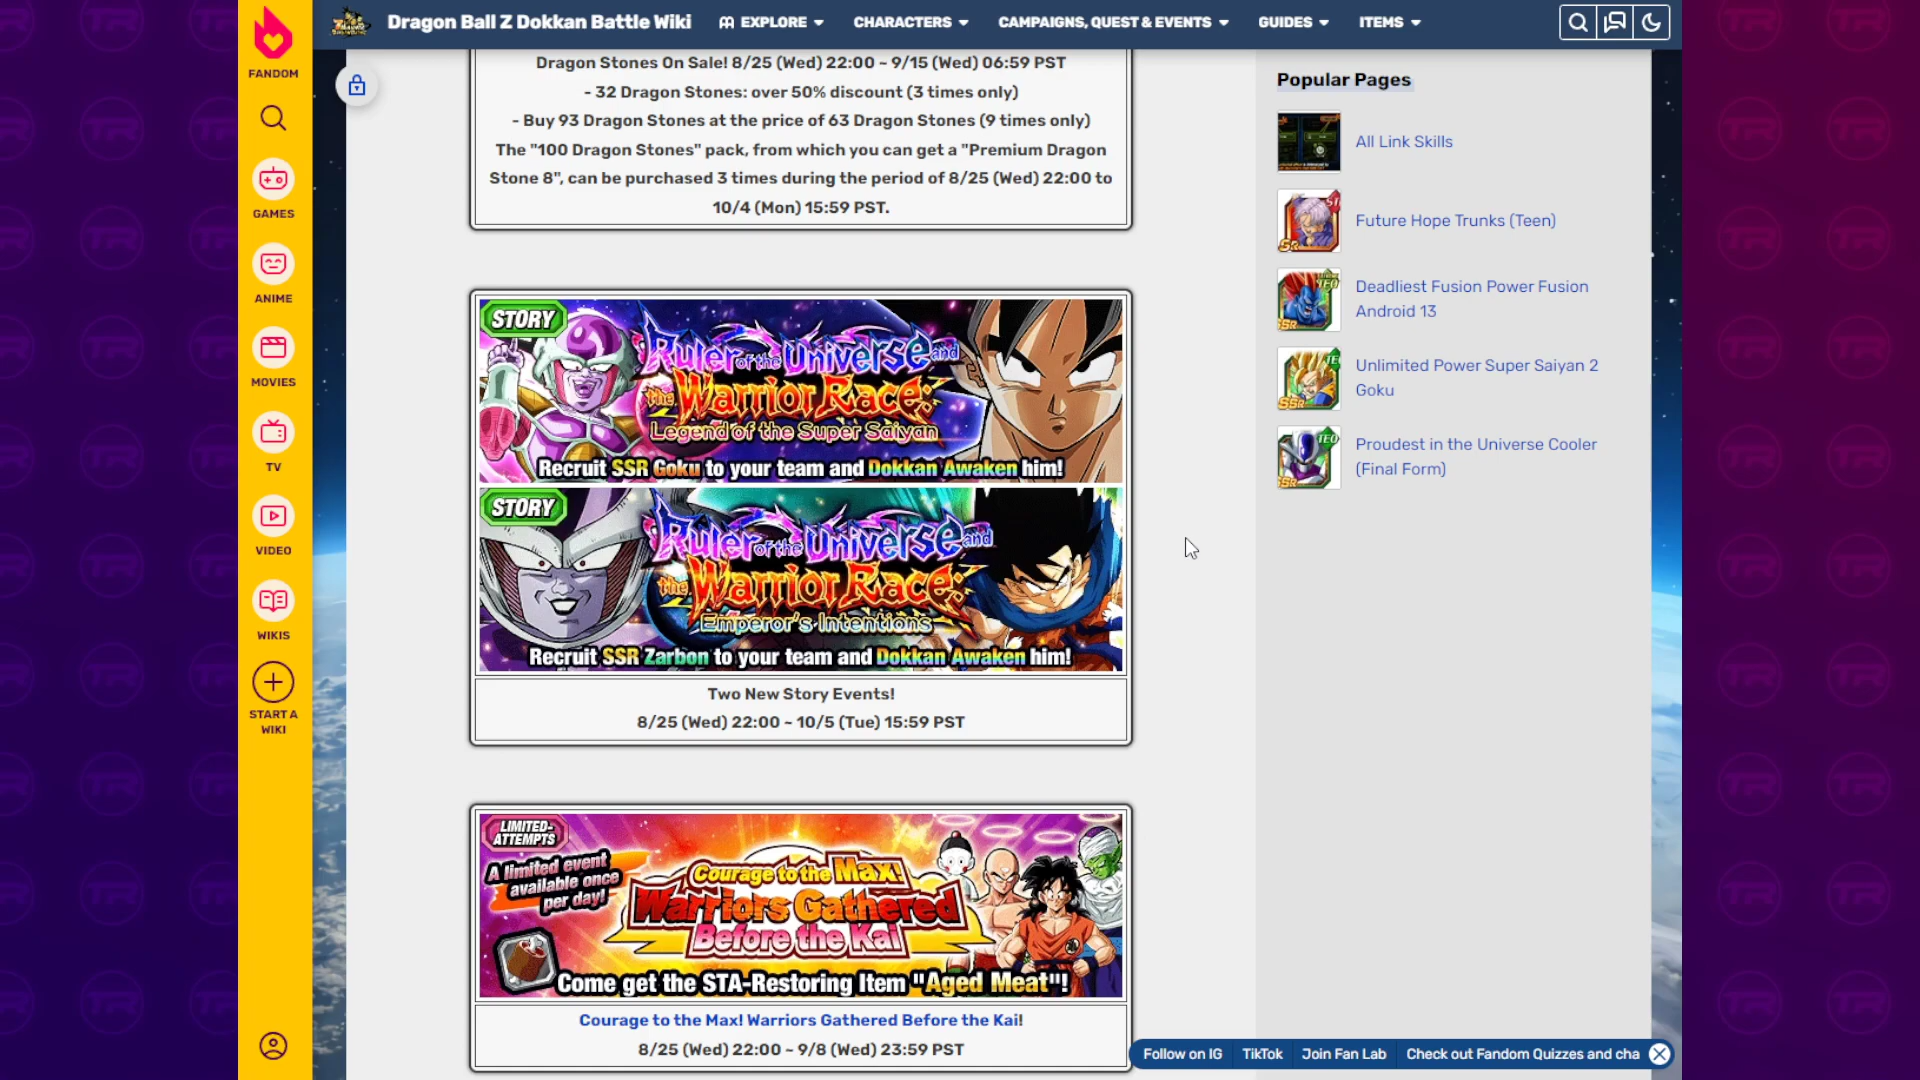 Dragon Ball Z Dokkan Battle Wiki
EXPLORE
CHARACTERS
CAMPAIGNS, QUEST & EVENTS
GUIDES
ITEMS
FANDOM
GAMES
ANIME
MOVIES
TV
VIDEO
WIKIS
START A
WIKI
Dragon Stones On Sale! 8/25 (Wed) 22:00 ~ 9/15 (Wed) 06:59 PST
- 32 Dragon Stones: over 50% discount (3 times only)
- Buy 93 Dragon Stones at the price of 63 Dragon Stones (9 times only)
The "100 Dragon Stones" pack, from which you can get a "Premium Dragon
Stone 8", can be purchased 3 times during the period of 8/25 (Wed) 22:00 to
10/4 (Mon) 15:59 PST.
STORY
Ruler of the Universe and
the Warrior Race:
Legend of the Super Saiyan
Recruit SSR Goku to your team and Dokkan Awaken him!
STORY
Ruler of the Universe and
the Warrior Race:
Emperor's Intentions
Recruit SSR Zarbon to your team and Dokkan Awaken him!
Two New Story Events!
8/25 (Wed) 22:00 ~ 10/5 (Tue) 15:59 PST
LIMITED-
ATTEMPTS
A limited event
available once
per day!
Courage to the Max!
Warriors Gathered
Before the Kai
Come get the STA-Restoring Item "Aged Meat"!
Courage to the Max! Warriors Gathered Before the Kai!
8/25 (Wed) 22:00 ~ 9/8 (Wed) 23:59 PST
Popular Pages
All Link Skills
SR
Future Hope Trunks (Teen)
SR
Deadliest Fusion Power Fusion
Android 13
SSR
Unlimited Power Super Saiyan 2
Goku
SR
Proudest in the Universe Cooler
(Final Form)
Follow on IG
TikTok
Join Fan Lab
Check out Fandom Quizzes and cha